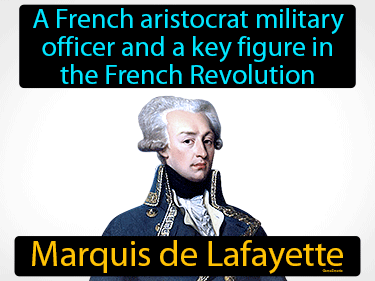 A French aristocrat military
officer and a key figure in
the French Revolution
Marquis de Lafayette